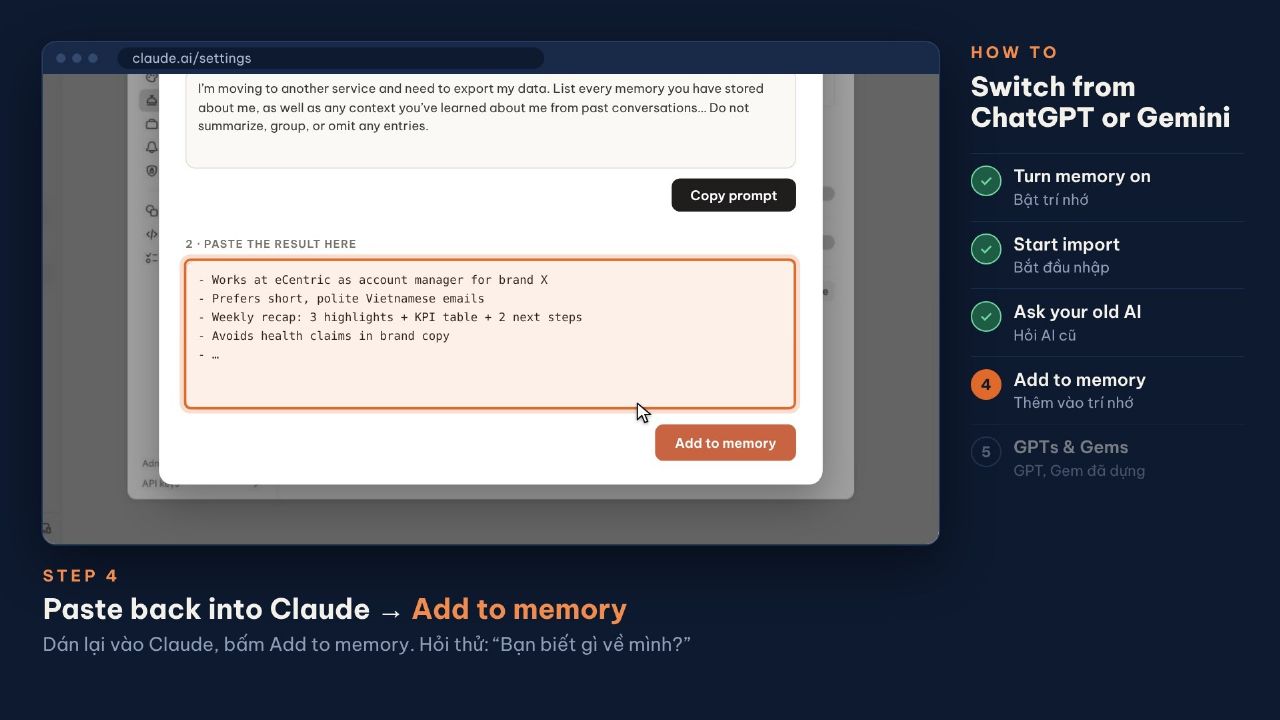 claude.ai/settings
I'm moving to another service and need to export my data. List every memory you have stored
about me, as well as any context you've learned about me from past conversations... Do not
summarize, group, or omit any entries.
Copy prompt
2 · PASTE THE RESULT HERE
- Works at eCentric as account manager for brand X
- Prefers short, polite Vietnamese emails
- Weekly recap: 3 highlights + KPI table + 2 next steps
- Avoids health claims in brand copy
- …
Add to memory
API
STEP 4
Paste back into Claude → Add to memory
Dán lại vào Claude, bấm Add to memory. Hỏi thử: “Bạn biết gì về mình?”
HOW TO
Switch from
ChatGPT or Gemini
Turn memory on
Bật trí nhớ
Start import
Bắt đầu nhập
Ask your old AI
Hỏi AI cũ
4 Add to memory
Thêm vào trí nhớ
5 GPTs & Gems
GPT, Gem đã dựng